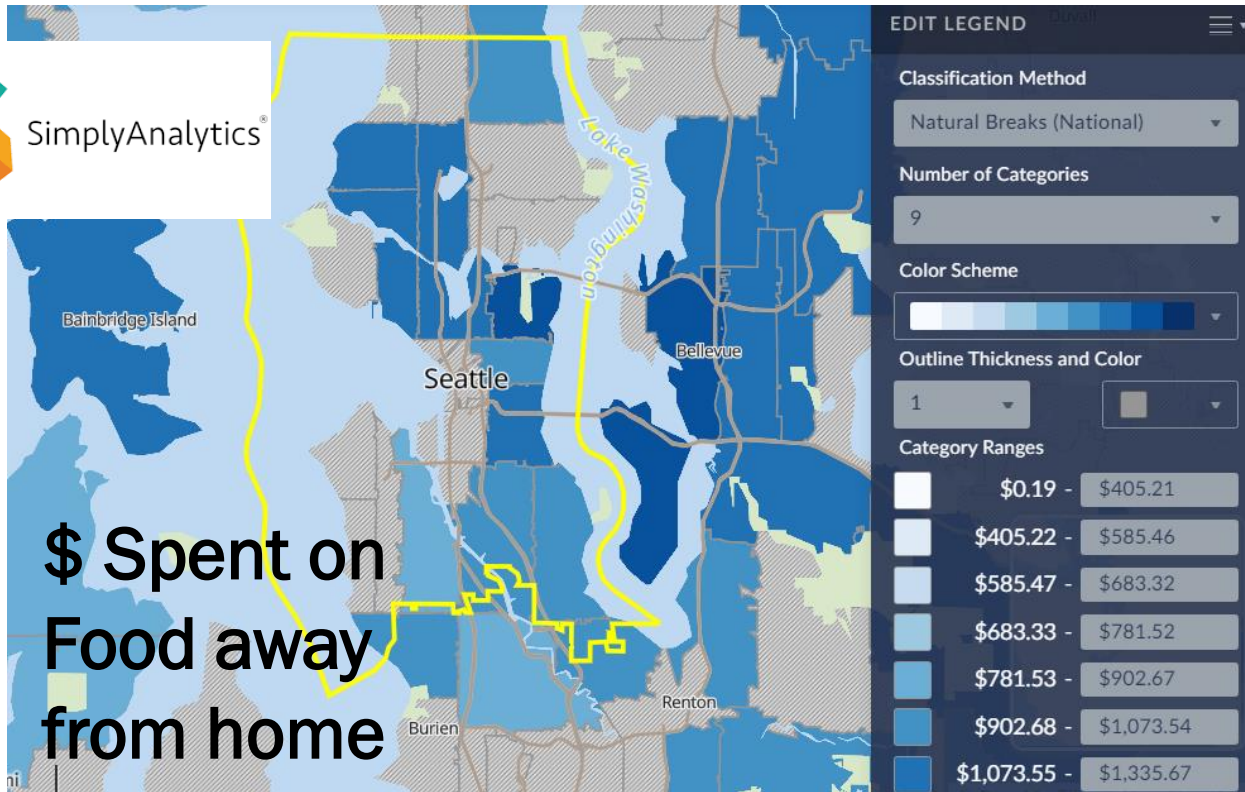 Duvall
EDIT LEGEND
SimplyAnalytics®
Classification Method
Natural Breaks (National)
Number of Categories
9
Color Scheme
Outline Thickness and Color
1
Category Ranges
$0.19 - $405.21
$405.22 - $585.46
$585.47 - $683.32
$683.33 - $781.52
$781.53 - $902.67
$902.68 - $1,073.54
$1,073.55 - $1,335.67
Lake Washington
Bainbridge Island
Bellevue
Seattle
Renton
Burien
$ Spent on
Food away
from home